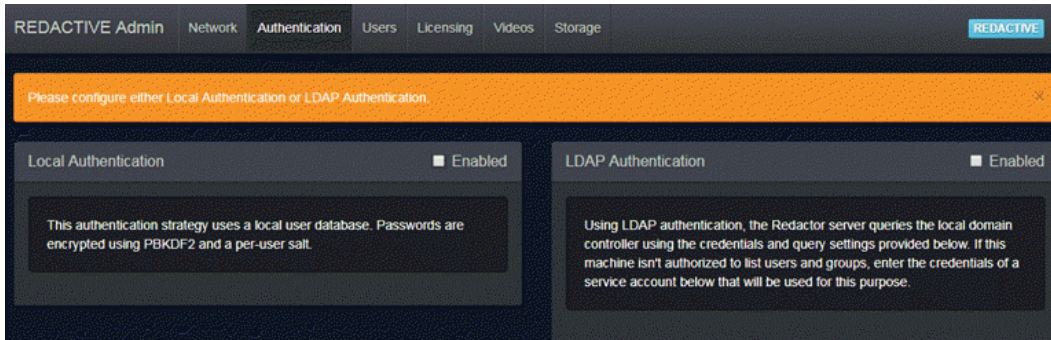 REDACTIVE Admin Network Authentication Users Licensing Videos Storage REDACTIVE
Please configure either Local Authentication or LDAP Authentication. x
Local Authentication Enabled
This authentication strategy uses a local user database. Passwords are
encrypted using PBKDF2 and a per-user salt.
LDAP Authentication Enabled
Using LDAP authentication, the Redactor server queries the local domain
controller using the credentials and query settings provided below. If this
machine isn't authorized to list users and groups, enter the credentials of a
service account below that will be used for this purpose.